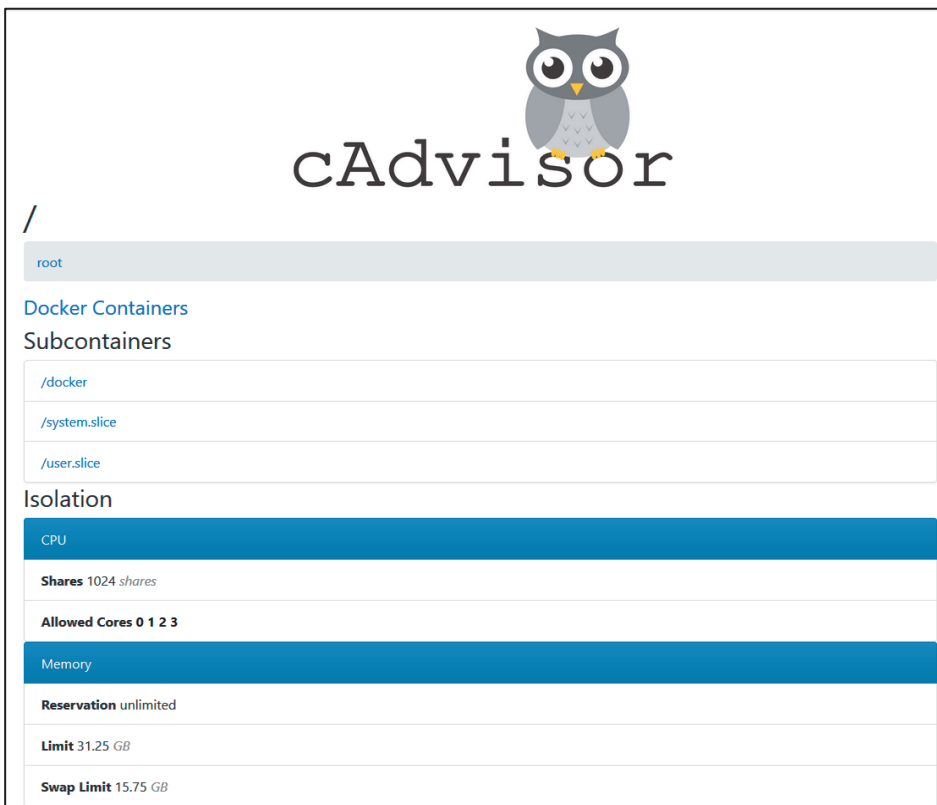 cAdvisor
/
root
Docker Containers
Subcontainers
/docker
/system.slice
/user.slice
Isolation
CPU
Shares 1024 shares
Allowed Cores 0 1 2 3
Memory
Reservation unlimited
Limit 31.25 GB
Swap Limit 15.75 GB